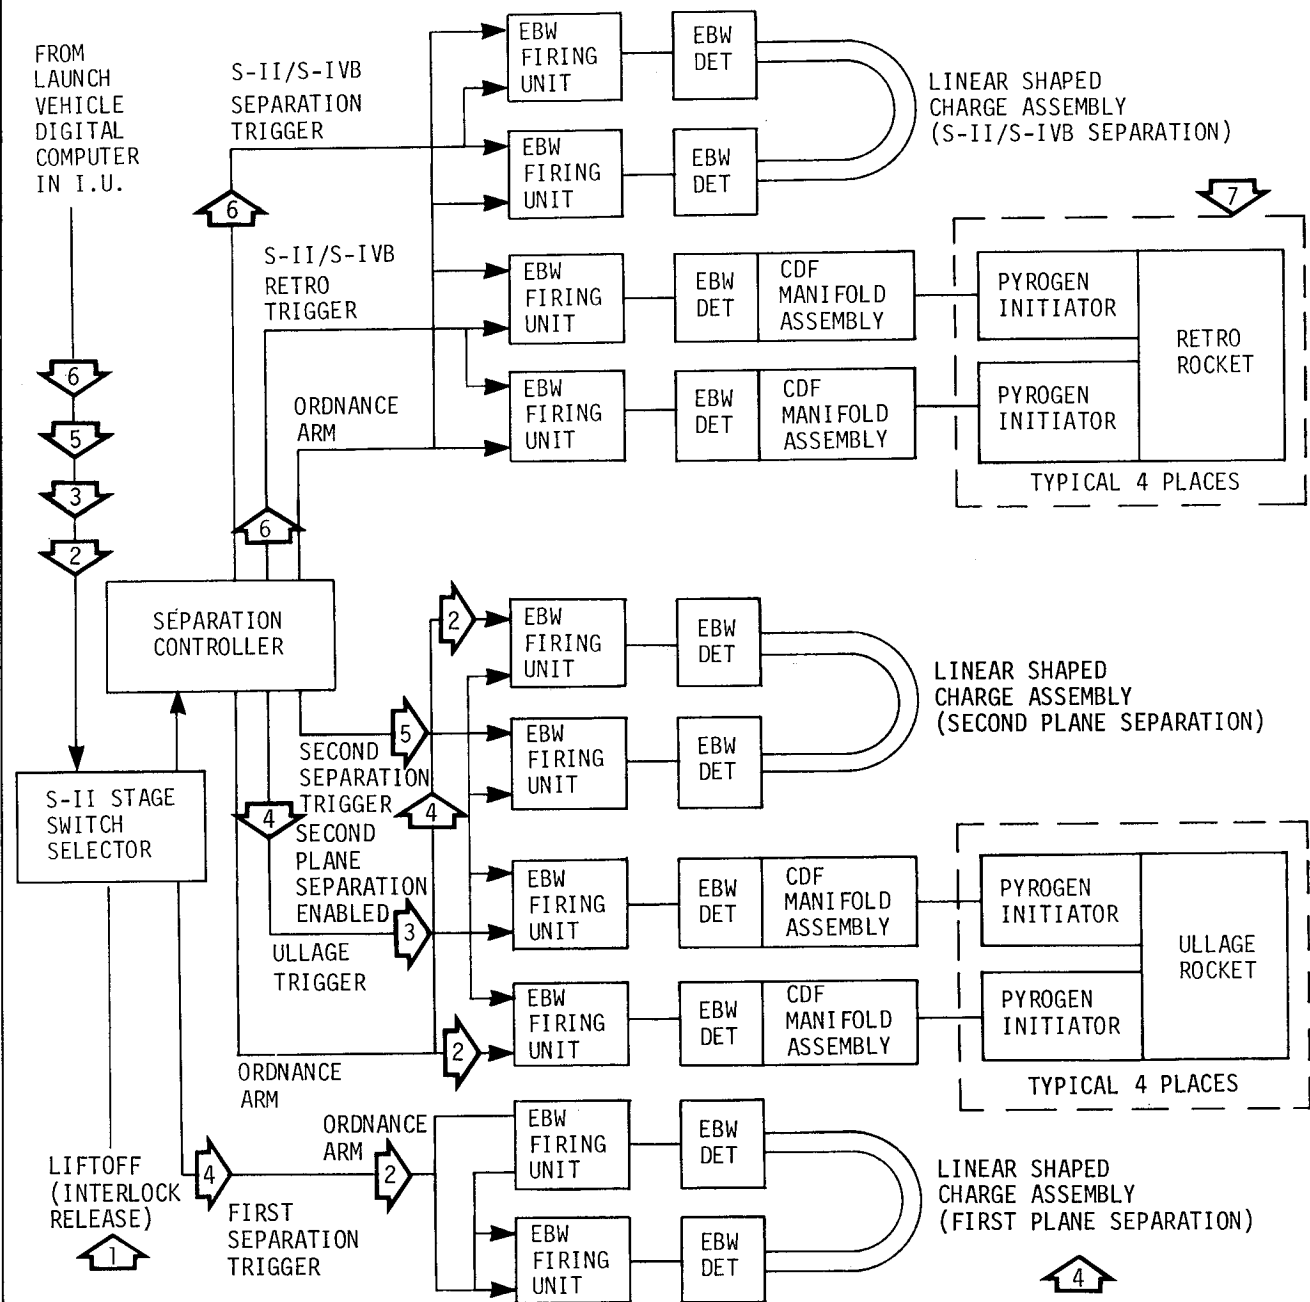 FROM
LAUNCH
VEHICLE
DIGITAL
COMPUTER
IN I.U.
6
5
3
2
S-II/S-IVB
SEPARATION
TRIGGER
6
S-II/S-IVB
RETRO
TRIGGER
6
ORDNANCE
ARM
EBW
FIRING
UNIT
EBW
DET
EBW
FIRING
UNIT
EBW
DET
LINEAR SHAPED
CHARGE ASSEMBLY
(S-II/S-IVB SEPARATION)
7
EBW
FIRING
UNIT
EBW
DET
CDF
MANIFOLD
ASSEMBLY
PYROGEN
INITIATOR
EBW
FIRING
UNIT
EBW
DET
CDF
MANIFOLD
ASSEMBLY
PYROGEN
INITIATOR
RETRO
ROCKET
TYPICAL 4 PLACES
SEPARATION
CONTROLLER
S-II STAGE
SWITCH
SELECTOR
2
EBW
FIRING
UNIT
EBW
DET
5
SECOND
SEPARATION
TRIGGER
EBW
FIRING
UNIT
EBW
DET
LINEAR SHAPED
CHARGE ASSEMBLY
(SECOND PLANE SEPARATION)
4
4
SECOND
PLANE
SEPARATION
ENABLED
3
ULLAGE
TRIGGER
EBW
FIRING
UNIT
EBW
DET
CDF
MANIFOLD
ASSEMBLY
PYROGEN
INITIATOR
2
ORDNANCE
ARM
EBW
FIRING
UNIT
EBW
DET
CDF
MANIFOLD
ASSEMBLY
PYROGEN
INITIATOR
ULLAGE
ROCKET
TYPICAL 4 PLACES
LIFTOFF
(INTERLOCK
RELEASE)
1
4
FIRST
SEPARATION
TRIGGER
ORDNANCE
ARM
2
EBW
FIRING
UNIT
EBW
DET
EBW
FIRING
UNIT
EBW
DET
LINEAR SHAPED
CHARGE ASSEMBLY
(FIRST PLANE SEPARATION)
4